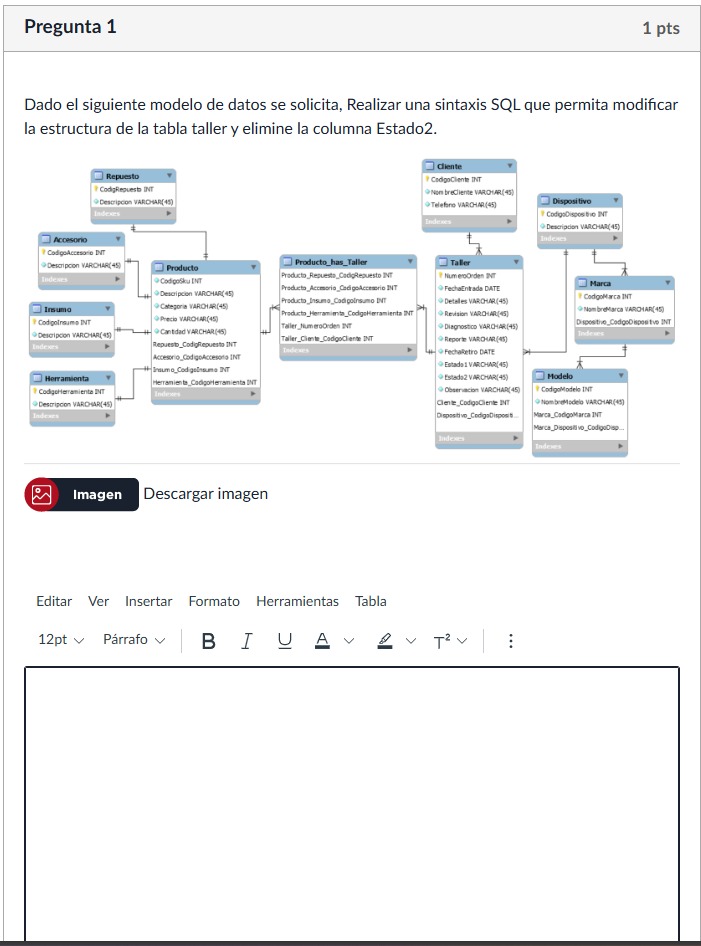 Pregunta 1
1 pts
Dado el siguiente modelo de datos se solicita, Realizar una sintaxis SQL que permita modificar
la estructura de la tabla taller y elimine la columna Estado2.
Repuesto
CodigRepuesto INT
Descripcion VARCHAR(45)
Indexes
Accesorio
CodigoAccesorio INT
Descripcion VARCHAR(45)
Indexes
Insumo
CodigoInsumo INT
Descripcion VARCHAR(45)
Indexes
Herramienta
CodigoHerramienta INT
Descripcion VARCHAR(45)
Indexes
Producto
CodigoSku INT
Descripcion VARCHAR(45)
Categoria VARCHAR(45)
Precio VARCHAR(45)
Cantidad VARCHAR(45)
Repuesto_CodigRepuesto INT
Accesorio_CodigoAccesorio INT
Insumo_CodigoInsumo INT
Herramienta_CodigoHerramienta INT
Indexes
Producto_has_Taller
Producto_Repuesto_CodigRepuesto INT
Producto_Accesorio_CodigoAccesorio INT
Producto_Insumo_CodigoInsumo INT
Producto_Herramienta_CodigoHerramienta INT
Taller_NumeroOrden INT
Taller_Cliente_CodigoCliente INT
Indexes
Cliente
CodigoCliente INT
NombreCliente VARCHAR(45)
Telefono VARCHAR(45)
Indexes
Taller
NumeroOrden INT
FechaEntrada DATE
Detalles VARCHAR(45)
Revision VARCHAR(45)
Diagnostico VARCHAR(45)
Reporte VARCHAR(45)
FechaRetiro DATE
Estado1 VARCHAR(45)
Estado2 VARCHAR(45)
Observacion VARCHAR(45)
Cliente_CodigoCliente INT
Dispositivo_CodigoDispositi...
Indexes
Dispositivo
CodigoDispositivo INT
Descripcion VARCHAR(45)
Indexes
Marca
CodigoMarca INT
NombreMarca VARCHAR(45)
Dispositivo_CodigoDispositivo INT
Indexes
Modelo
CodigoModelo INT
NombreModelo VARCHAR(45)
Marca_CodigoMarca INT
Marca_Dispositivo_CodigoDisp...
Indexes
Imagen
Descargar imagen
Editar Ver Insertar Formato Herramientas Tabla
12pt Párrafo B I U A T²